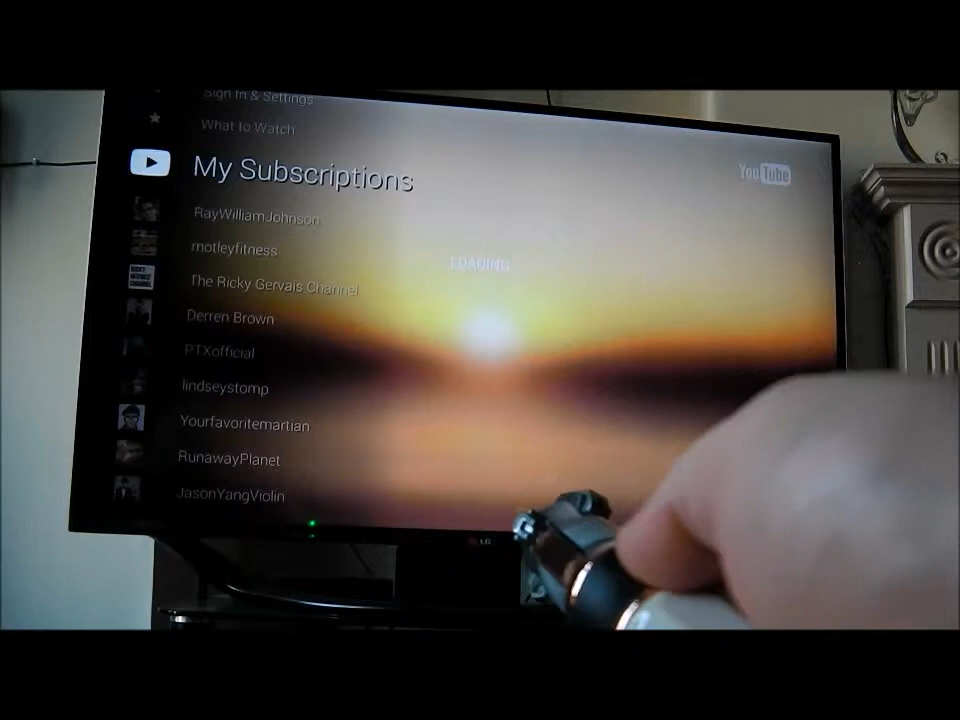 Sign In & Settings
What to Watch
My Subscriptions
YouTube
RayWilliamJohnson
motleyfitness
LOADING
The Ricky Gervais Channel
Derren Brown
PTXofficial
lindseystomp
Yourfavoritemartian
RunawayPlanet
JasonYangViolin
LG